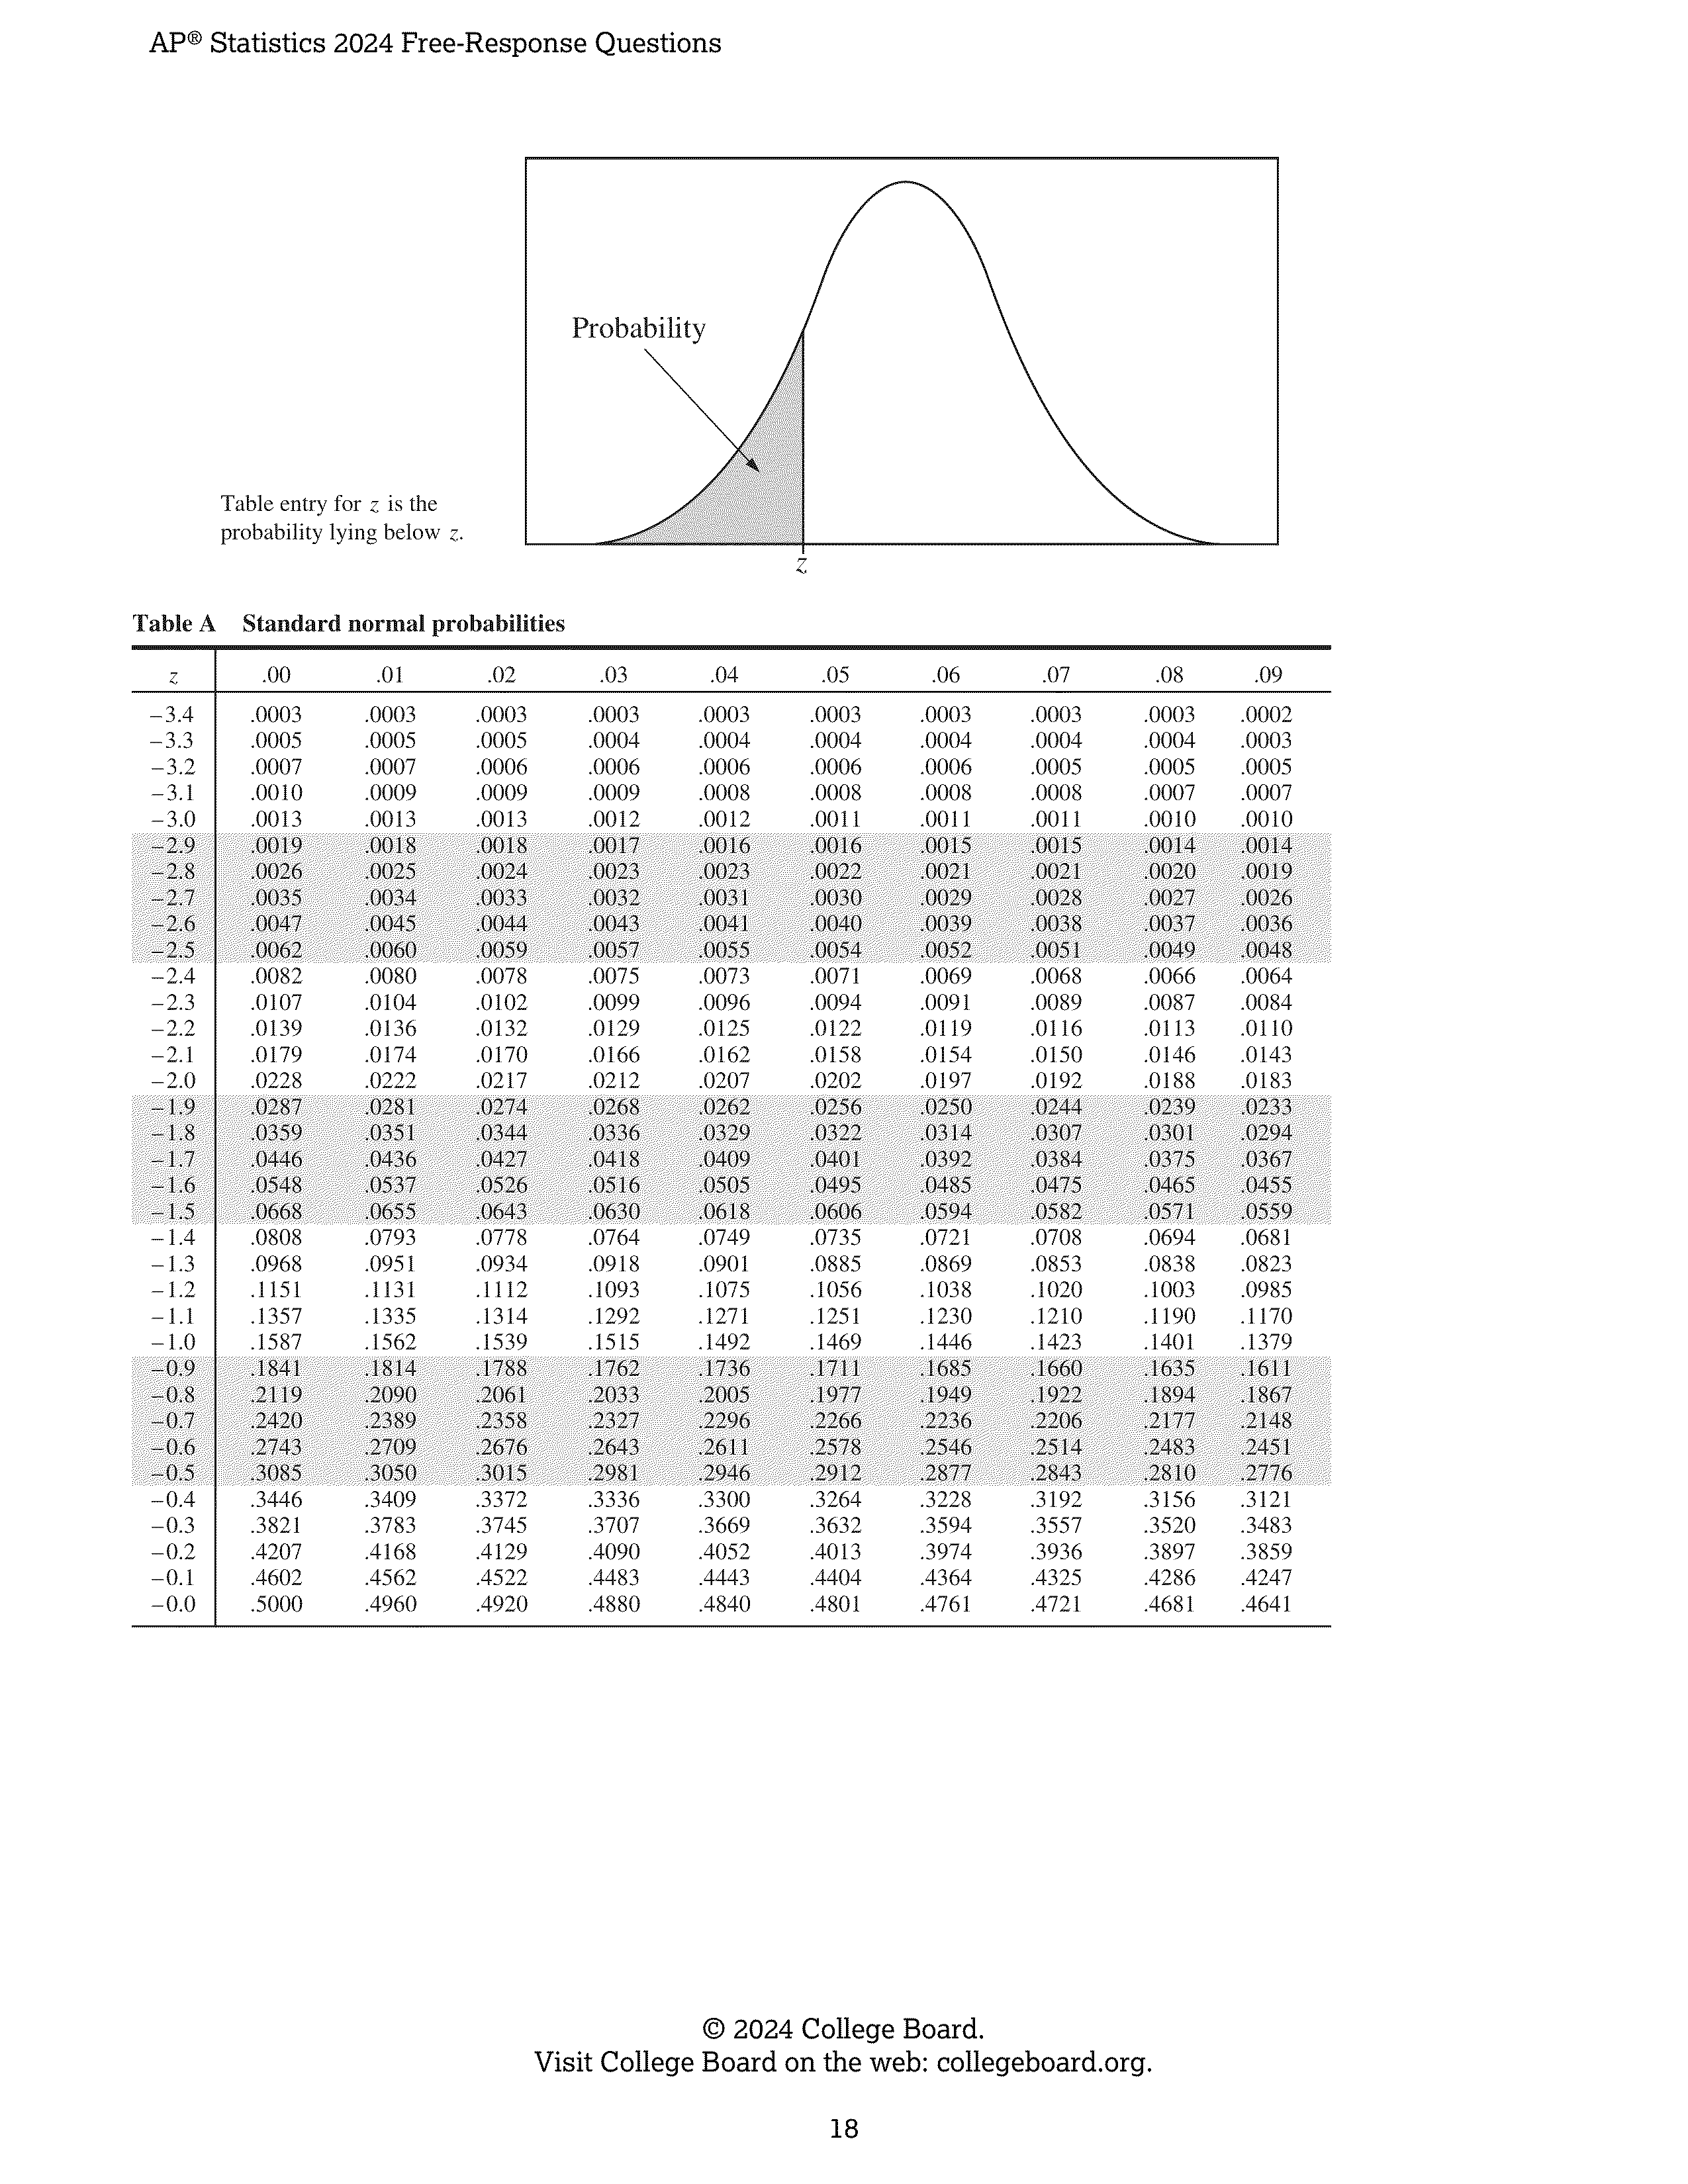 AP® Statistics 2024 Free-Response Questions
Probability
Table entry for z is the
probability lying below z.
z
Table A Standard normal probabilities
z .00 .01 .02 .03 .04 .05 .06 .07 .08 .09
−3.4 .0003 .0003 .0003 .0003 .0003 .0003 .0003 .0003 .0003 .0002
−3.3 .0005 .0005 .0005 .0004 .0004 .0004 .0004 .0004 .0004 .0003
−3.2 .0007 .0007 .0006 .0006 .0006 .0006 .0006 .0005 .0005 .0005
−3.1 .0010 .0009 .0009 .0009 .0008 .0008 .0008 .0008 .0007 .0007
−3.0 .0013 .0013 .0013 .0012 .0012 .0011 .0011 .0011 .0010 .0010
−2.9 .0019 .0018 .0018 .0017 .0016 .0016 .0015 .0015 .0014 .0014
−2.8 .0026 .0025 .0024 .0023 .0023 .0022 .0021 .0021 .0020 .0019
−2.7 .0035 .0034 .0033 .0032 .0031 .0030 .0029 .0028 .0027 .0026
−2.6 .0047 .0045 .0044 .0043 .0041 .0040 .0039 .0038 .0037 .0036
−2.5 .0062 .0060 .0059 .0057 .0055 .0054 .0052 .0051 .0049 .0048
−2.4 .0082 .0080 .0078 .0075 .0073 .0071 .0069 .0068 .0066 .0064
−2.3 .0107 .0104 .0102 .0099 .0096 .0094 .0091 .0089 .0087 .0084
−2.2 .0139 .0136 .0132 .0129 .0125 .0122 .0119 .0116 .0113 .0110
−2.1 .0179 .0174 .0170 .0166 .0162 .0158 .0154 .0150 .0146 .0143
−2.0 .0228 .0222 .0217 .0212 .0207 .0202 .0197 .0192 .0188 .0183
−1.9 .0287 .0281 .0274 .0268 .0262 .0256 .0250 .0244 .0239 .0233
−1.8 .0359 .0351 .0344 .0336 .0329 .0322 .0314 .0307 .0301 .0294
−1.7 .0446 .0436 .0427 .0418 .0409 .0401 .0392 .0384 .0375 .0367
−1.6 .0548 .0537 .0526 .0516 .0505 .0495 .0485 .0475 .0465 .0455
−1.5 .0668 .0655 .0643 .0630 .0618 .0606 .0594 .0582 .0571 .0559
−1.4 .0808 .0793 .0778 .0764 .0749 .0735 .0721 .0708 .0694 .0681
−1.3 .0968 .0951 .0934 .0918 .0901 .0885 .0869 .0853 .0838 .0823
−1.2 .1151 .1131 .1112 .1093 .1075 .1056 .1038 .1020 .1003 .0985
−1.1 .1357 .1335 .1314 .1292 .1271 .1251 .1230 .1210 .1190 .1170
−1.0 .1587 .1562 .1539 .1515 .1492 .1469 .1446 .1423 .1401 .1379
−0.9 .1841 .1814 .1788 .1762 .1736 .1711 .1685 .1660 .1635 .1611
−0.8 .2119 .2090 .2061 .2033 .2005 .1977 .1949 .1922 .1894 .1867
−0.7 .2420 .2389 .2358 .2327 .2296 .2266 .2236 .2206 .2177 .2148
−0.6 .2743 .2709 .2676 .2643 .2611 .2578 .2546 .2514 .2483 .2451
−0.5 .3085 .3050 .3015 .2981 .2946 .2912 .2877 .2843 .2810 .2776
−0.4 .3446 .3409 .3372 .3336 .3300 .3264 .3228 .3192 .3156 .3121
−0.3 .3821 .3783 .3745 .3707 .3669 .3632 .3594 .3557 .3520 .3483
−0.2 .4207 .4168 .4129 .4090 .4052 .4013 .3974 .3936 .3897 .3859
−0.1 .4602 .4562 .4522 .4483 .4443 .4404 .4364 .4325 .4286 .4247
−0.0 .5000 .4960 .4920 .4880 .4840 .4801 .4761 .4721 .4681 .4641
© 2024 College Board.
Visit College Board on the web: collegeboard.org.
18